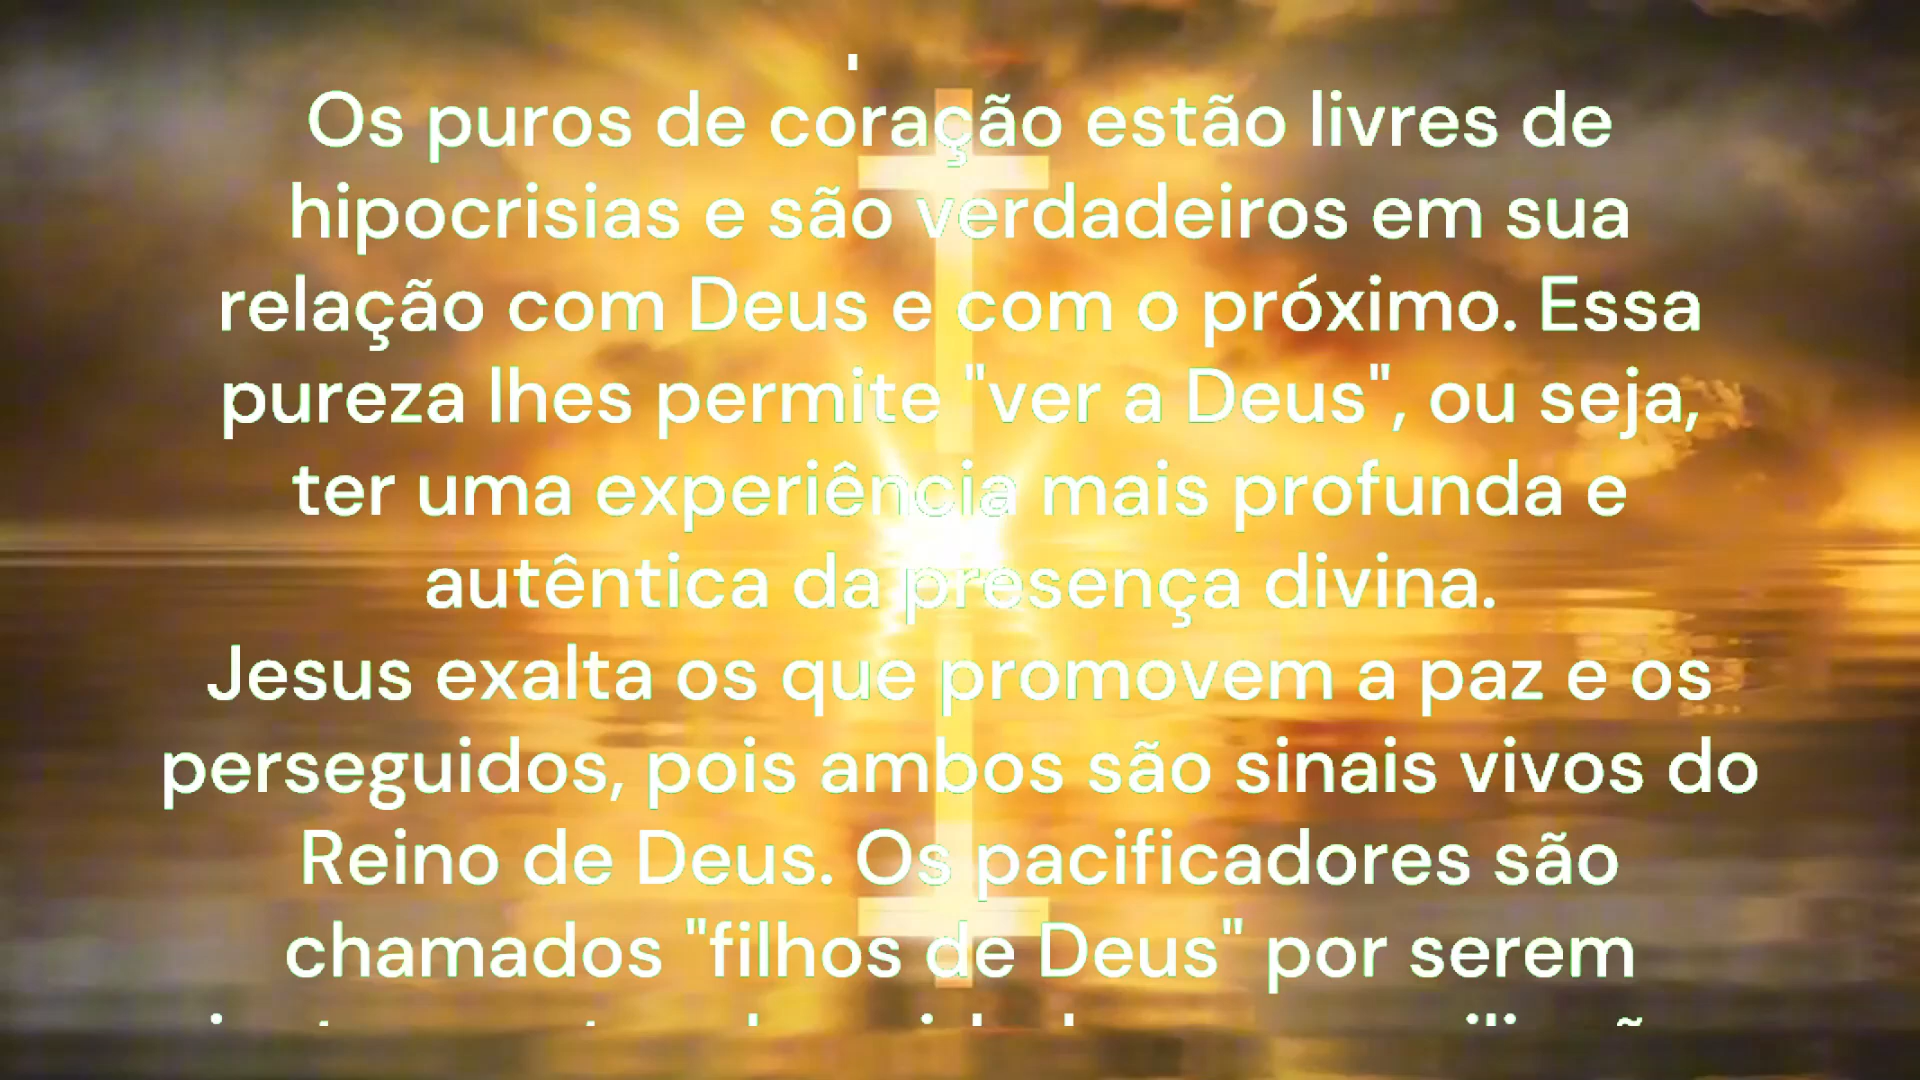 Os puros de coração estão livres de
hipocrisias e são verdadeiros em sua
relação com Deus e com o próximo. Essa
pureza lhes permite "ver a Deus", ou seja,
ter uma experiência mais profunda e
autêntica da presença divina.
Jesus exalta os que promovem a paz e os
perseguidos, pois ambos são sinais vivos do
Reino de Deus. Os pacificadores são
chamados "filhos de Deus" por serem